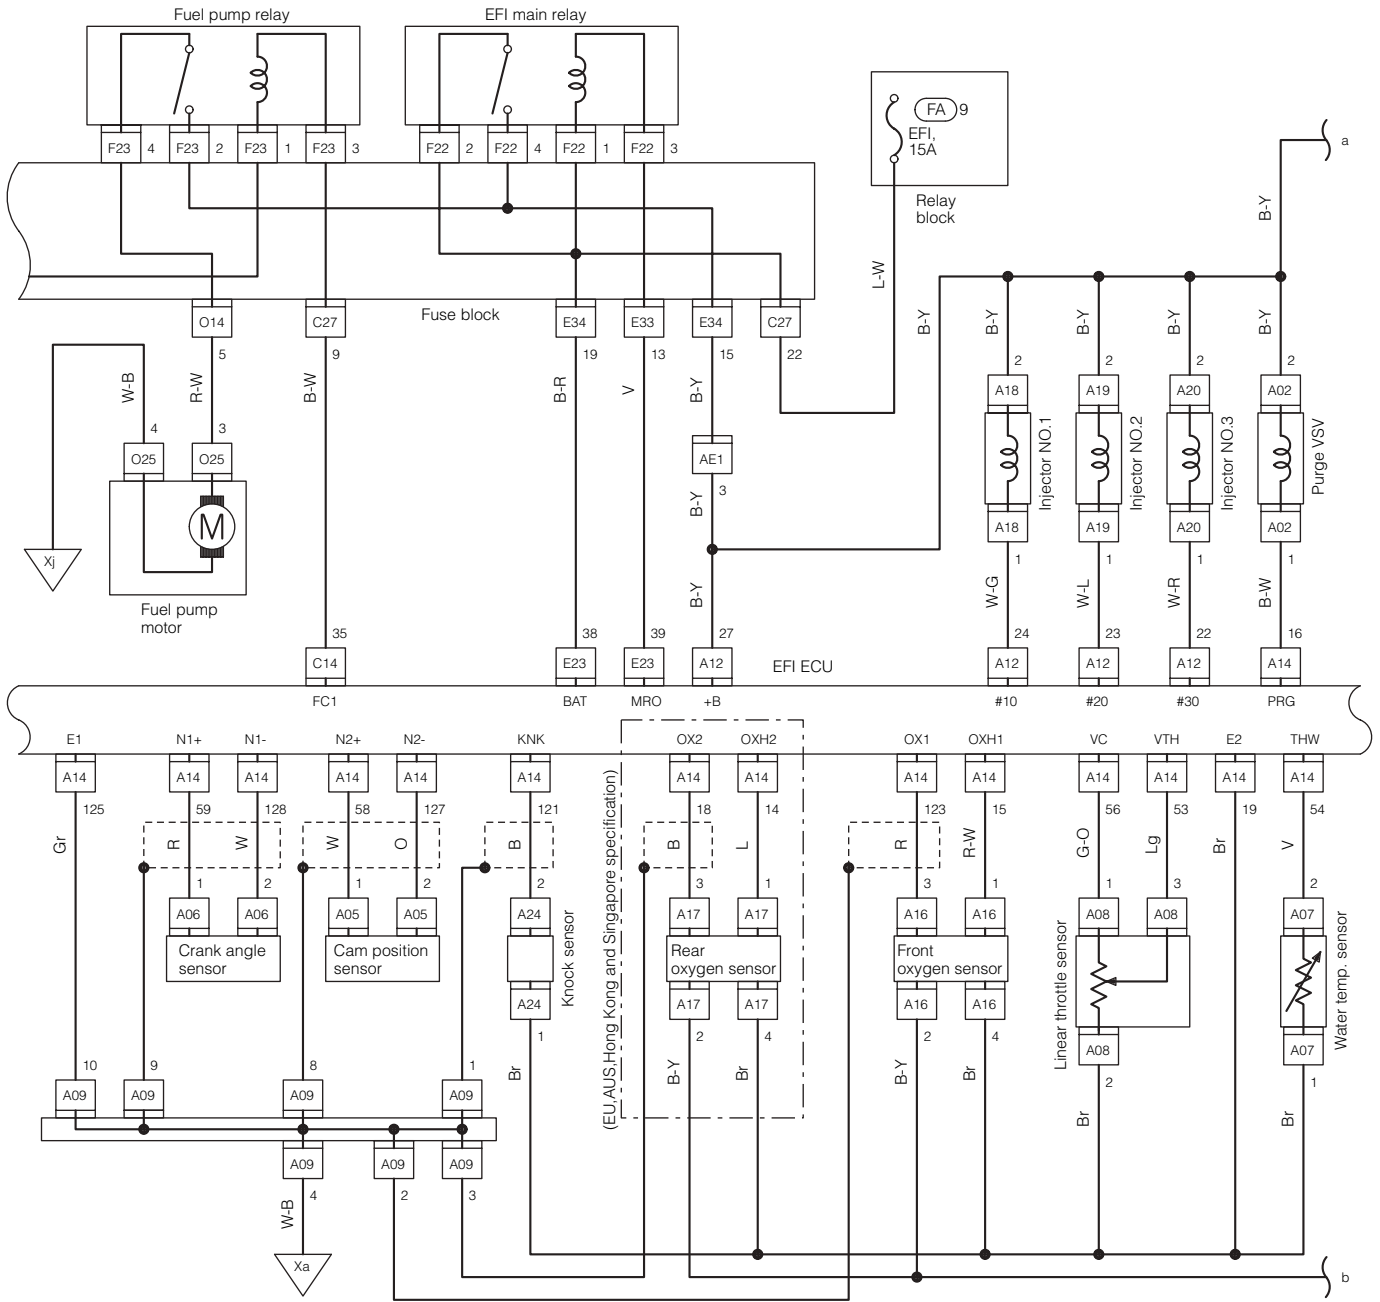 Fuel pump relay
EFI main relay
FA 9
EFI,
15A
Relay
block
F23 4 F23 2 F23 1 F23 3
F22 2 F22 4 F22 1 F22 3
a
B-Y
L-W
Fuse block
O14 C27 E34 E33 E34 C27
5 9 19 13 15 22
W-B R-W B-W B-R V B-Y
B-Y B-Y B-Y B-Y B-Y
2 2 2 2
A18 A19 A20 A02
Injector NO.1
Injector NO.2
Injector NO.3
Purge VSV
4 3
O25 O25
AE1
3
B-Y
M
A18 A19 A20 A02
1 1 1 1
Xj
Fuel pump
motor
B-Y
W-G W-L W-R B-W
35 38 39 27 24 23 22 16
C14 E23 E23 A12 A12 A12 A12 A14
EFI ECU
FC1 BAT MRO +B #10 #20 #30 PRG
E1 N1+ N1- N2+ N2- KNK OX2 OXH2 OX1 OXH1 VC VTH E2 THW
A14 A14 A14 A14 A14 A14 A14 A14 A14 A14 A14 A14 A14 A14
125 59 128 58 127 121 18 14 123 15 56 53 19 54
Gr R W W O B B L R R-W G-O Lg Br V
1 2 1 2 2 3 1 3 1 1 3 2
A06 A06 A05 A05 A24 A17 A17 A16 A16 A08 A08 A07
Crank angle
sensor
Cam position
sensor
Knock sensor
(EU,AUS,Hong Kong and Singapore specification)
Rear
oxygen sensor
Front
oxygen sensor
Linear throttle sensor
Water temp. sensor
A24 A17 A17 A16 A16 A08 A07
1 2 4 2 4 2 1
Br B-Y Br B-Y Br Br Br
10 9 8 1
A09 A09 A09 A09
A09 A09 A09
4 2 3
W-B
Xa
b